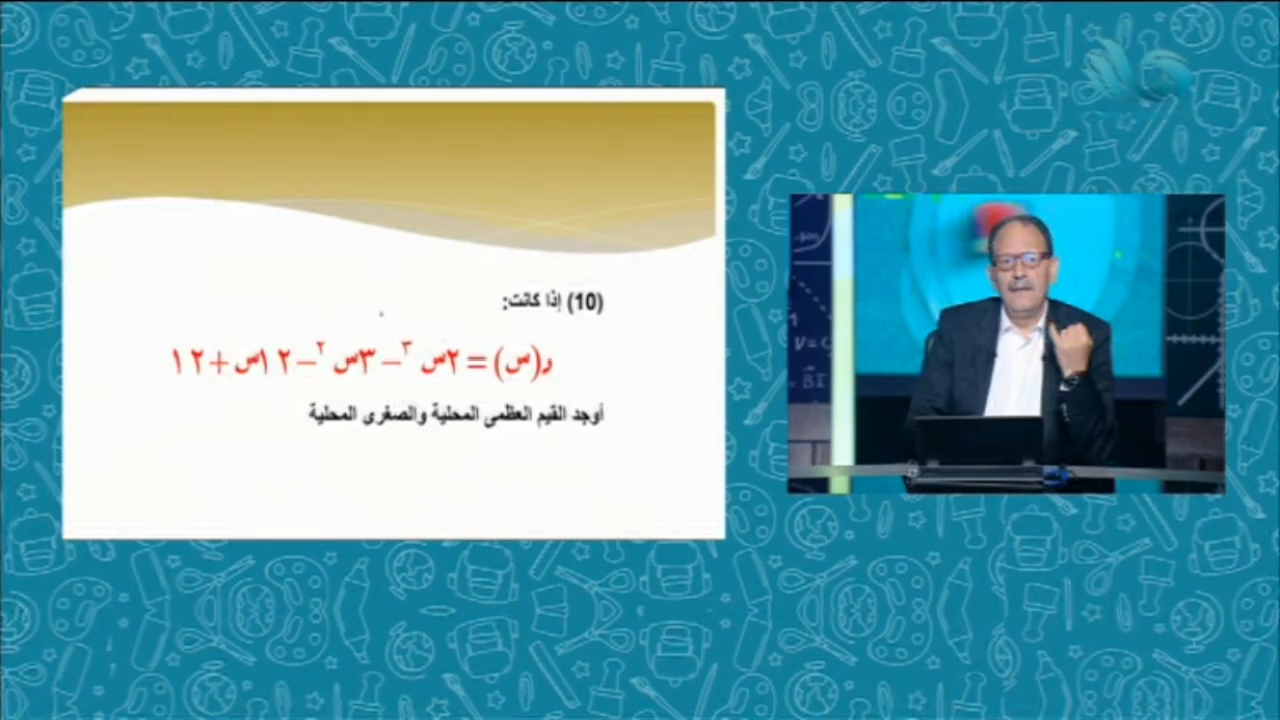 (10) إذا كانت:
د(س) = ٢س٣ – ٣س٢ – ١٢س + ١٢
أوجد القيم العظمى المحلية والصغرى المحلية